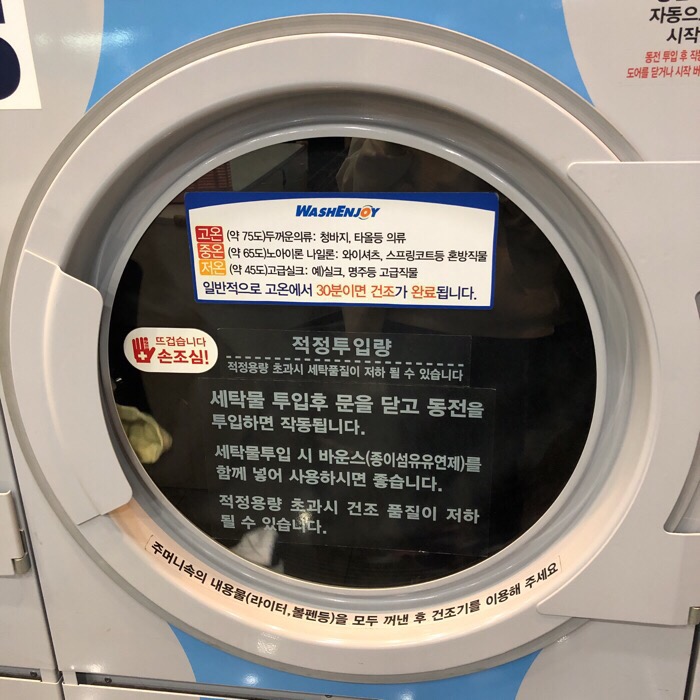 자동으
시작
동전 투입 후 작
도어를 닫거나 시작 버
WASHENJOY
고온 (약 75도)두꺼운의류: 청바지, 타올등 의류
중온 (약 65도)노아이론 나일론: 와이셔츠, 스프링코트등 혼방직물
저온 (약 45도)고급실크: 예)실크, 명주등 고급직물
일반적으로 고온에서 30분이면 건조가 완료됩니다.
뜨겁습니다
손조심!
적정투입량
적정용량 초과시 세탁품질이 저하 될 수 있습니다
세탁물 투입후 문을 닫고 동전을
투입하면 작동됩니다.
세탁물투입 시 바운스(종이섬유유연제)를
함께 넣어 사용하시면 좋습니다.
적정용량 초과시 건조 품질이 저하
될 수 있습니다.
주머니속의 내용물(라이터,볼펜등)을 모두 꺼낸 후 건조기를 이용해 주세요